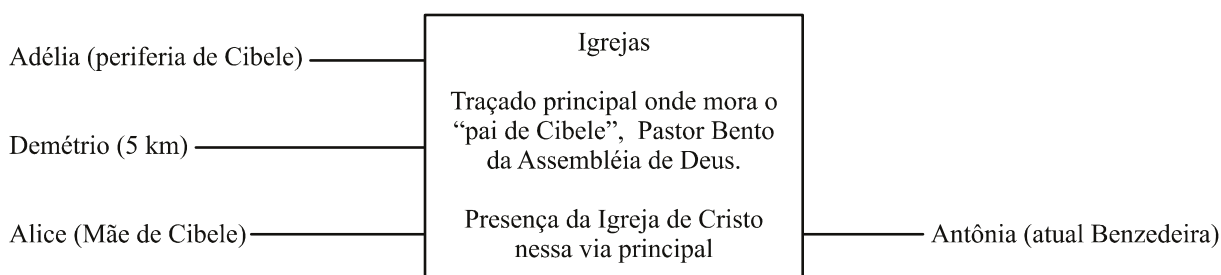 Igrejas
Adélia (periferia de Cibele)
Traçado principal onde mora o
“pai de Cibele”, Pastor Bento
da Assembléia de Deus.
Demétrio (5 km)
Presença da Igreja de Cristo
nessa via principal
Alice (Mãe de Cibele)
Antônia (atual Benzedeira)